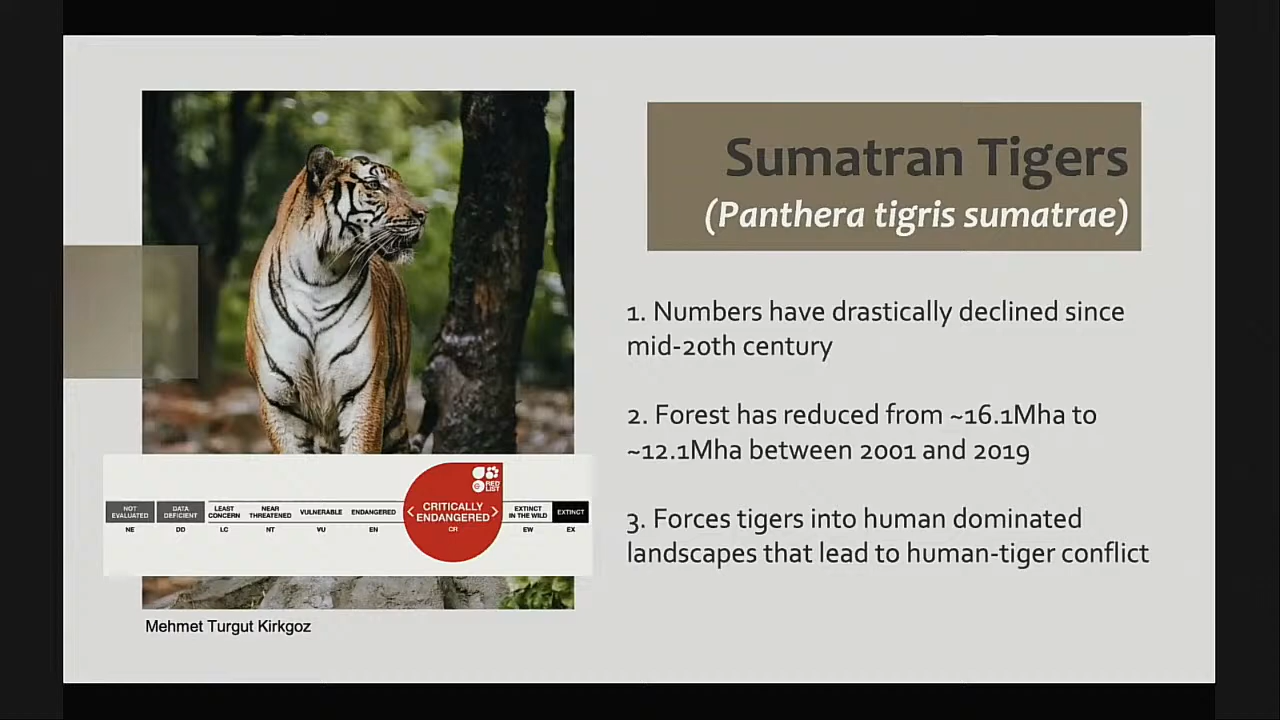 Sumatran Tigers
(Panthera tigris sumatrae)
1. Numbers have drastically declined since
mid-20th century
2. Forest has reduced from ~16.1Mha to
~12.1Mha between 2001 and 2019
3. Forces tigers into human dominated
landscapes that lead to human-tiger conflict
RED
LIST
NOT
EVALUATED
NE
DATA
DEFICIENT
DD
LEAST
CONCERN
LC
NEAR
THREATENED
NT
VULNERABLE
VU
ENDANGERED
EN
< CRITICALLY
ENDANGERED >
CR
EXTINCT
IN THE WILD
EW
EXTINCT
EX
Mehmet Turgut Kirkgoz